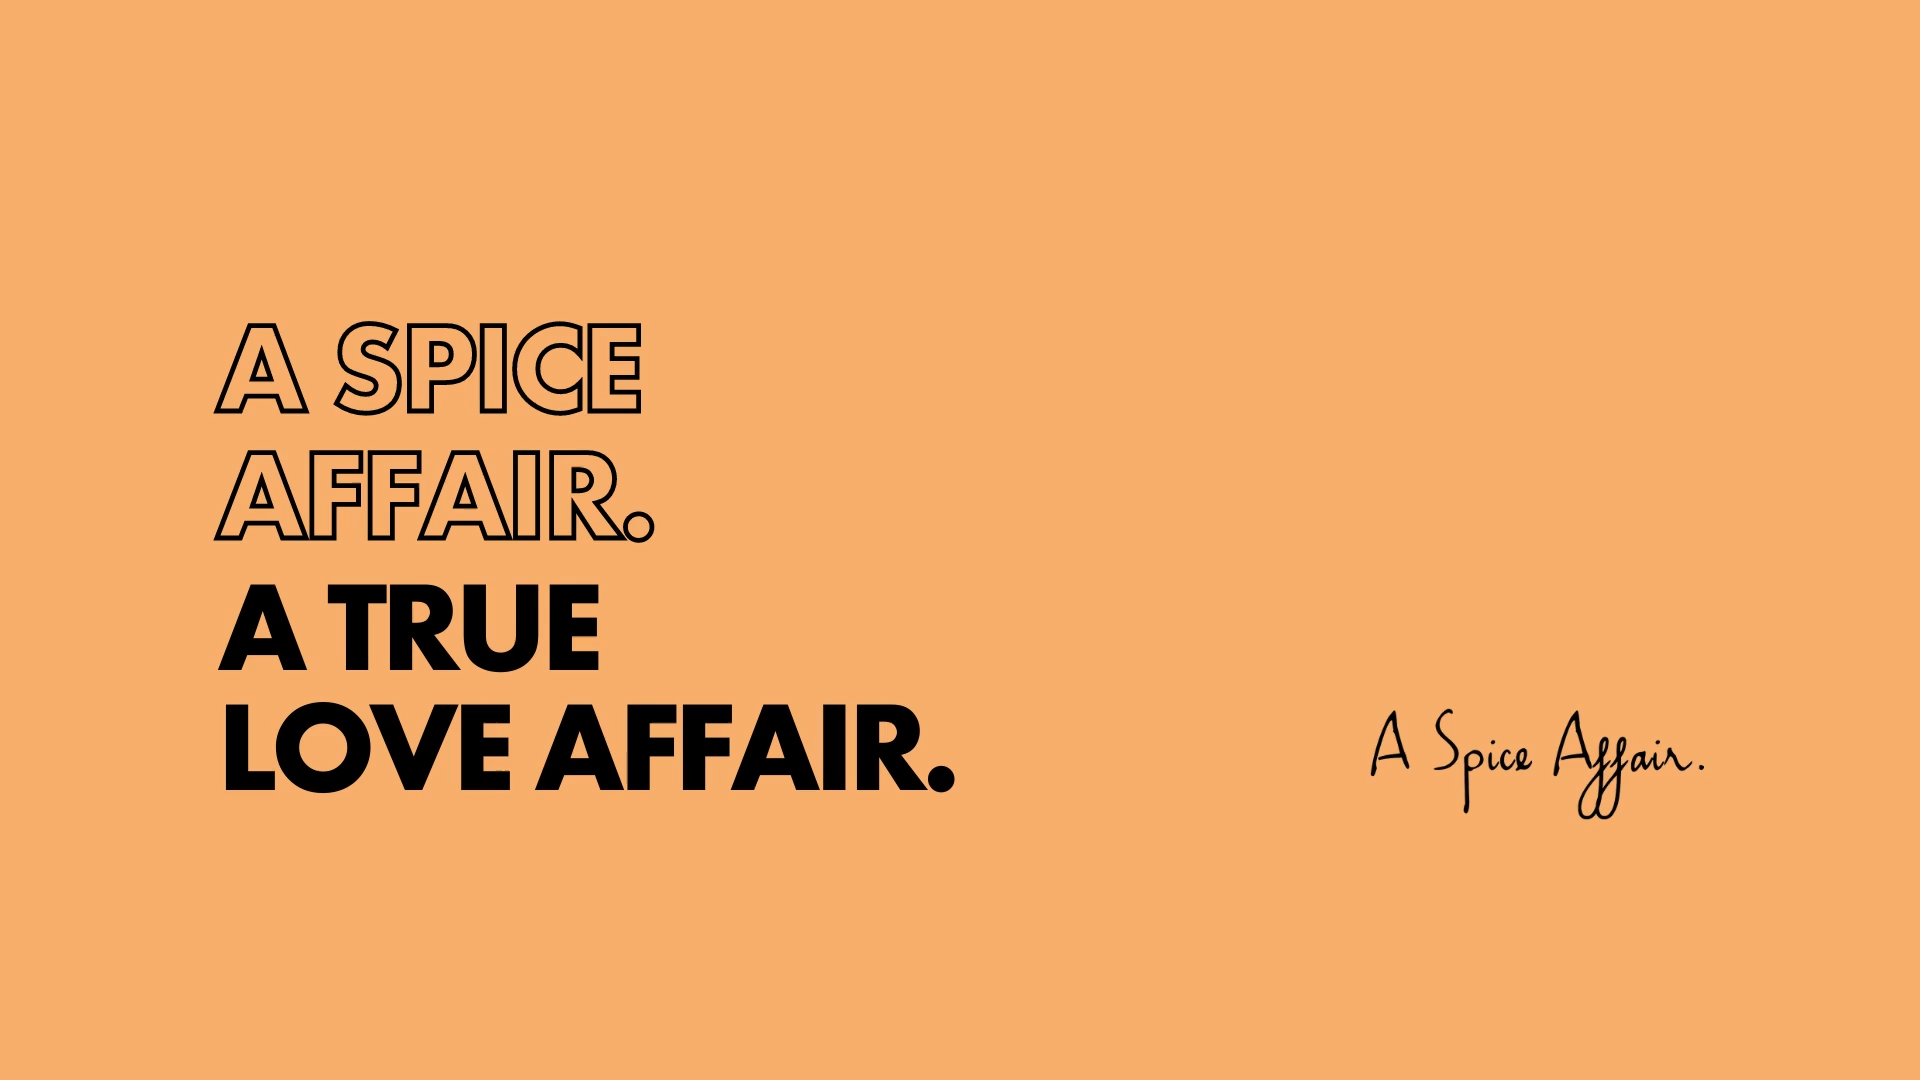 A SPICE
AFFAIR.
A TRUE
LOVE AFFAIR.
A Spice Affair.